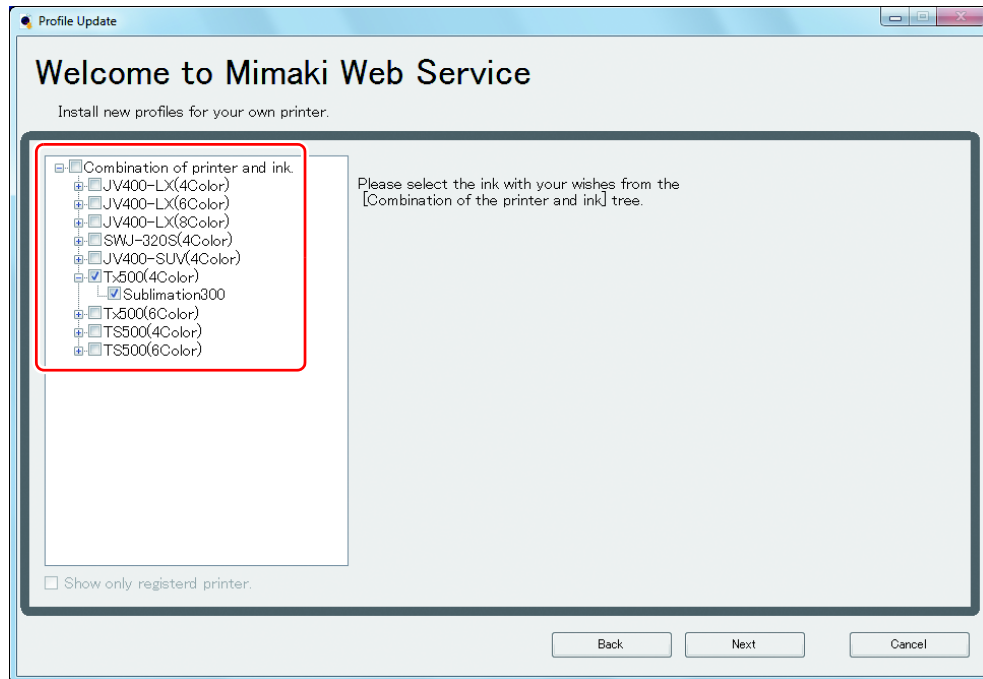 Profile Update
Welcome to Mimaki Web Service
Install new profiles for your own printer.
Combination of printer and ink.
JV400-LX(4Color)
JV400-LX(6Color)
JV400-LX(8Color)
SWJ-320S(4Color)
JV400-SUV(4Color)
Tx500(4Color)
Sublimation300
Tx500(6Color)
TS500(4Color)
TS500(6Color)
Please select the ink with your wishes from the
[Combination of the printer and ink] tree.
Show only registerd printer.
Back
Next
Cancel